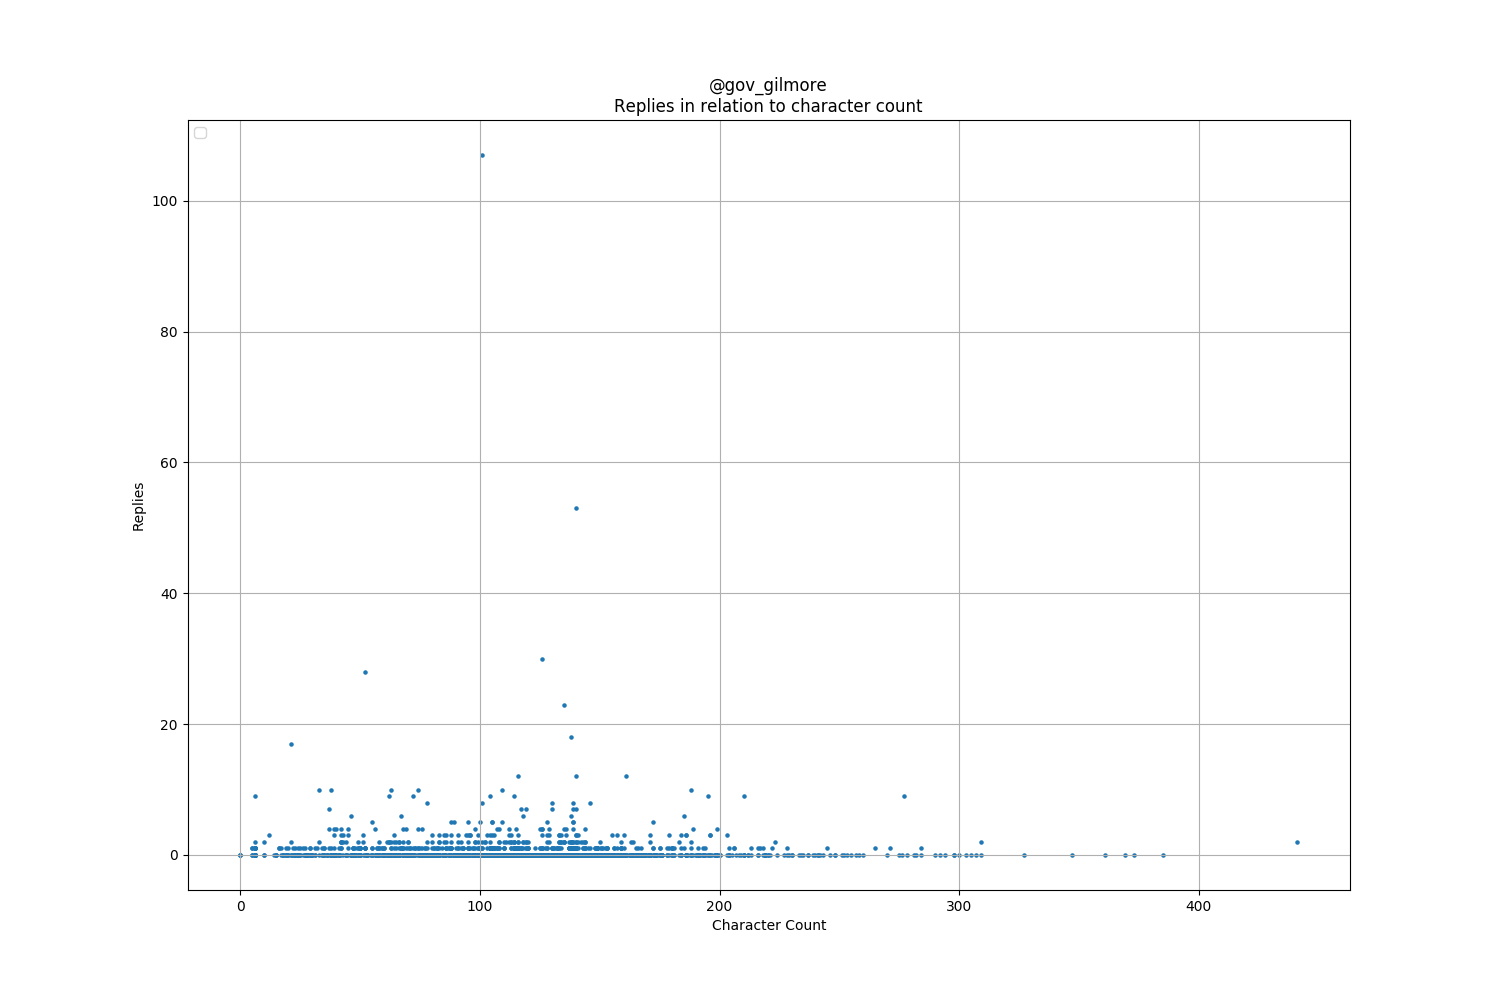 @gov_gilmore
Replies in relation to character count
100
80
60
40
20
0
Replies
0 100 200 300 400
Character Count